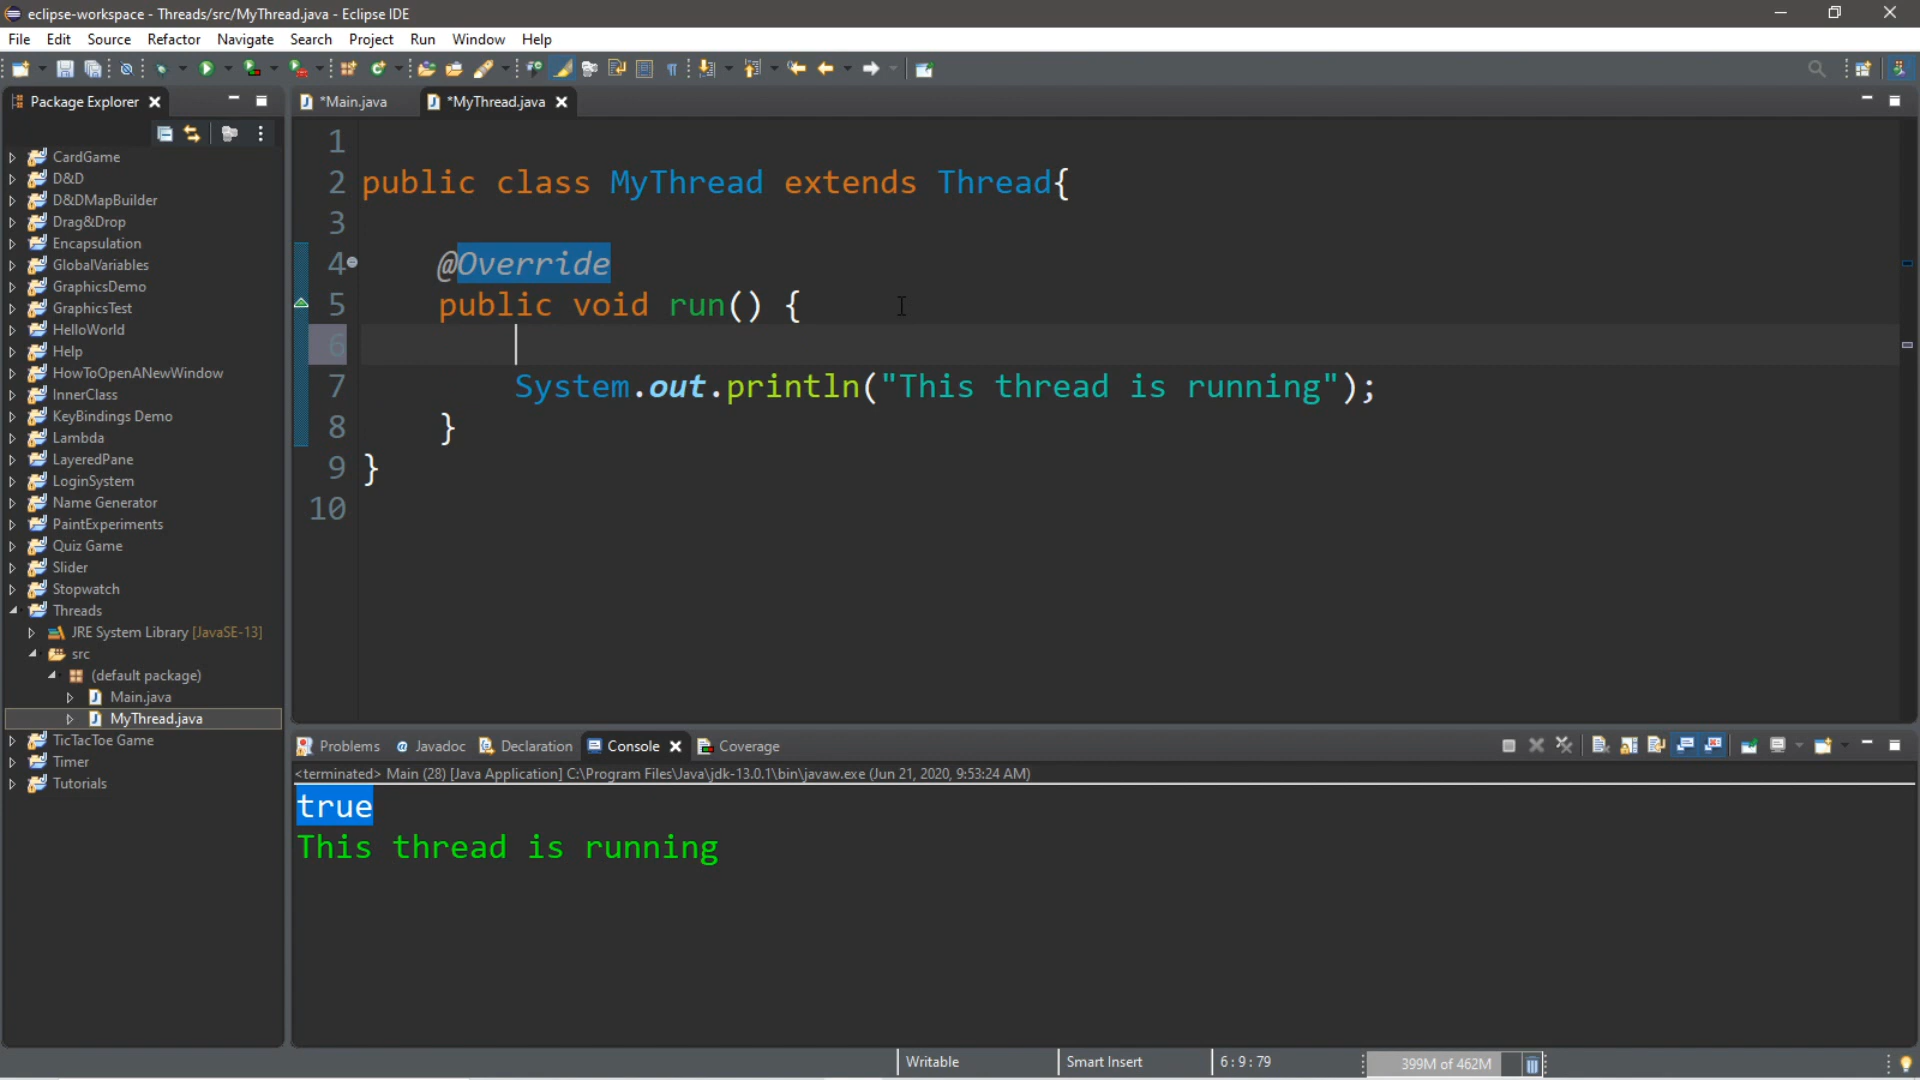 eclipse-workspace - Threads/src/MyThread.java - Eclipse IDE
File Edit Source Refactor Navigate Search Project Run Window Help
Package Explorer
*Main.java *MyThread.java
CardGame
D&D
D&DMapBuilder
Drag&Drop
Encapsulation
GlobalVariables
GraphicsDemo
GraphicsTest
HelloWorld
Help
HowToOpenANewWindow
InnerClass
KeyBindings Demo
Lambda
LayeredPane
LoginSystem
Name Generator
PaintExperiments
Quiz Game
Slider
Stopwatch
Threads
JRE System Library [JavaSE-13]
src
(default package)
Main.java
MyThread.java
TicTacToe Game
Timer
Tutorials
1
2 public class MyThread extends Thread{
3
4 @Override
5 public void run() {
6
7 System.out.println("This thread is running");
8 }
9 }
10
Problems @ Javadoc Declaration Console Coverage
<terminated> Main (28) [Java Application] C:\Program Files\Java\jdk-13.0.1\bin\javaw.exe (Jun 21, 2020, 9:53:24 AM)
true
This thread is running
Writable Smart Insert 6 : 9 : 79 399M of 462M